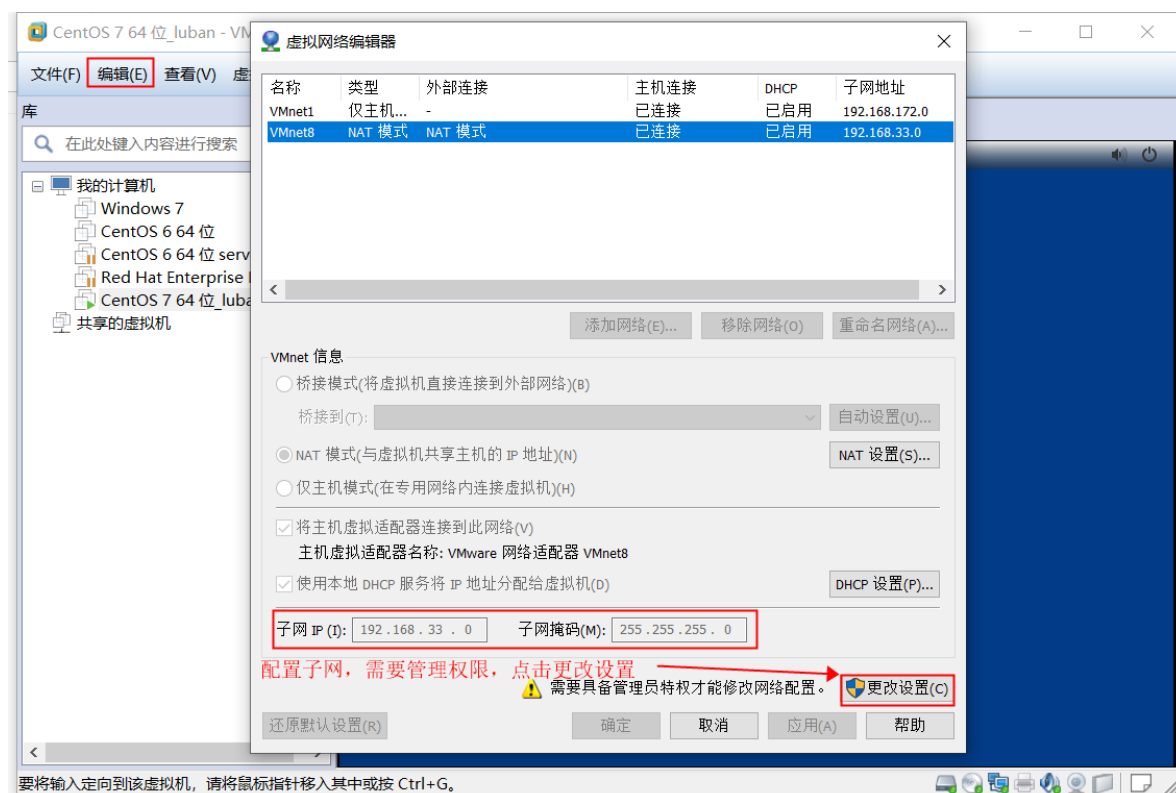 CentOS 7 64 位_luban - VM
文件(F) 编辑(E) 查看(V) 虚
库
在此处键入内容进行搜索
我的计算机
Windows 7
CentOS 6 64 位
CentOS 6 64 位 serv
Red Hat Enterprise
CentOS 7 64 位_luba
共享的虚拟机
虚拟网络编辑器
名称 类型 外部连接 主机连接 DHCP 子网地址
VMnet1 仅主机... - 已连接 已启用 192.168.172.0
VMnet8 NAT 模式 NAT 模式 已连接 已启用 192.168.33.0
添加网络(E)... 移除网络(O) 重命名网络(A)...
VMnet 信息
桥接模式(将虚拟机直接连接到外部网络)(B)
桥接到(T): 自动设置(U)...
NAT 模式(与虚拟机共享主机的 IP 地址)(N) NAT 设置(S)...
仅主机模式(在专用网络内连接虚拟机)(H)
将主机虚拟适配器连接到此网络(V)
主机虚拟适配器名称: VMware 网络适配器 VMnet8
使用本地 DHCP 服务将 IP 地址分配给虚拟机(D) DHCP 设置(P)...
子网 IP (I): 192.168 . 33 . 0 子网掩码(M): 255.255.255. 0
配置子网，需要管理权限，点击更改设置
需要具备管理员特权才能修改网络配置。 更改设置(C)
还原默认设置(R) 确定 取消 应用(A) 帮助
要将输入定向到该虚拟机，请将鼠标指针移入其中或按 Ctrl+G。